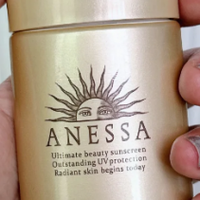 ANESSA
Ultimate beauty sunscreen
Outstanding UV protection
Radiant skin begins today